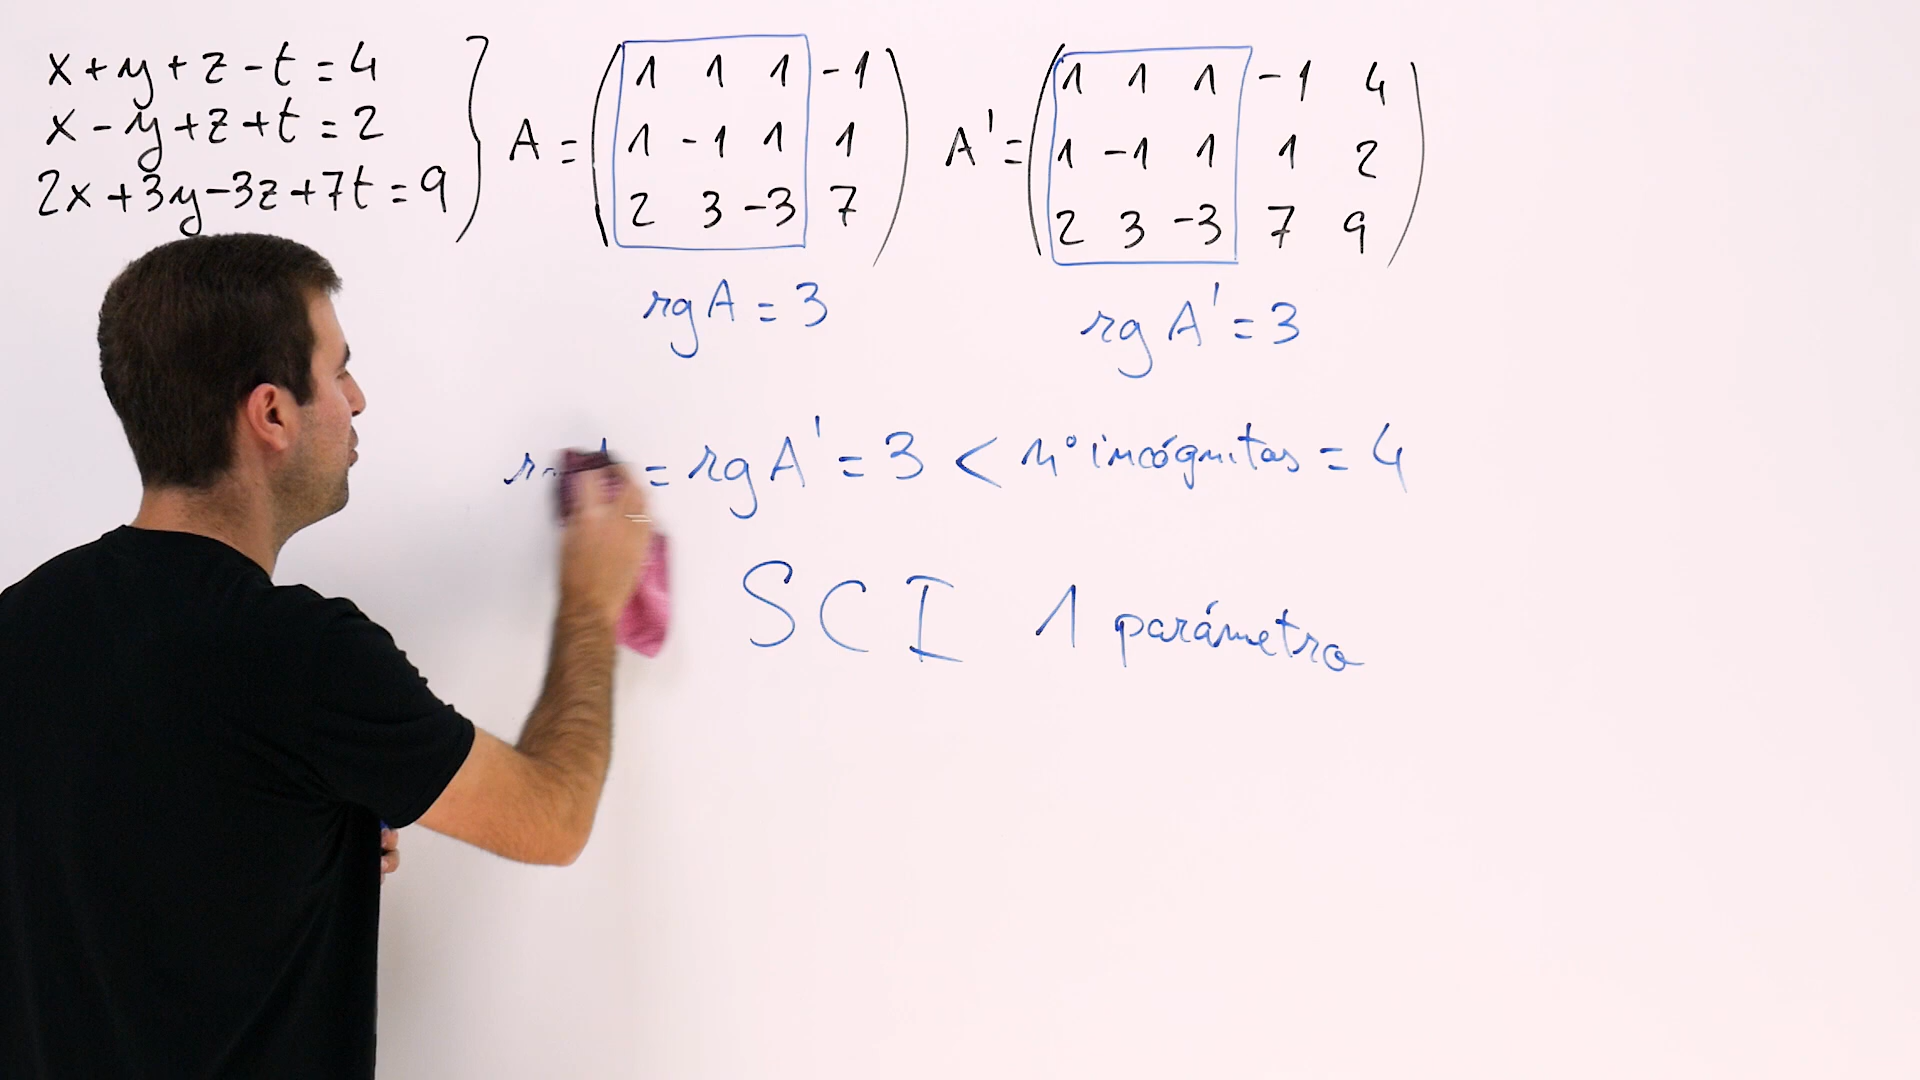 x+y+z-t=4
x-y+z+t=2
2x+3y-3z+7t=9
A = ( 1 1 1 -1
1 -1 1 1
2 3 -3 7 )
A' = ( 1 1 1 -1 4
1 -1 1 1 2
2 3 -3 7 9 )
rg A = 3
rg A' = 3
= rg A' = 3 < nº incógnitas = 4
SCI 1 parámetro